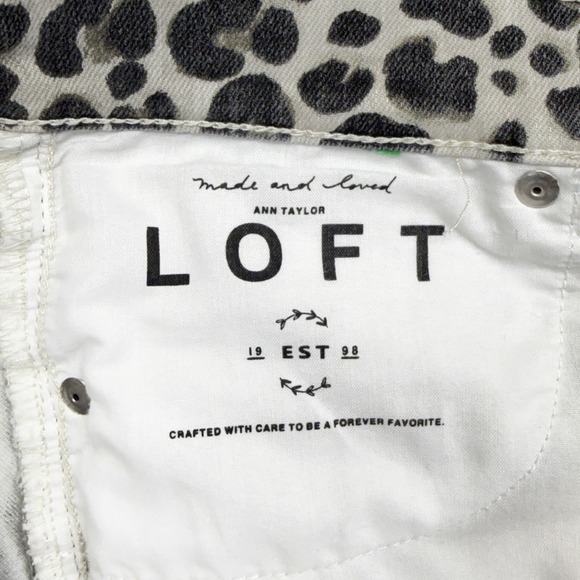 made and loved
ANN TAYLOR
LOFT
19 EST 98
CRAFTED WITH CARE TO BE A FOREVER FAVORITE.